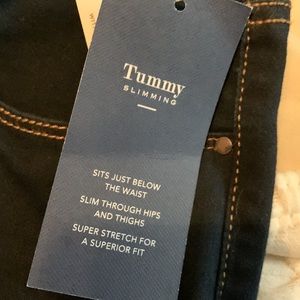 Tummy
SLIMMING
SITS JUST BELOW
THE WAIST
SLIM THROUGH HIPS
AND THIGHS
SUPER STRETCH FOR
A SUPERIOR FIT